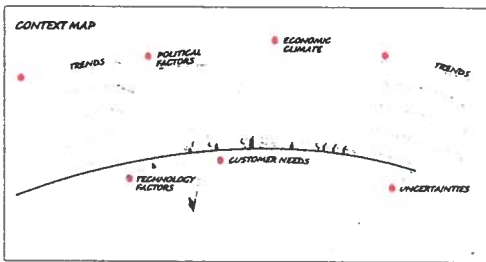 CONTEXT MAP
TRENDS
POLITICAL
FACTORS
ECONOMIC
CLIMATE
TRENDS
CUSTOMER NEEDS
TECHNOLOGY
FACTORS
UNCERTAINTIES